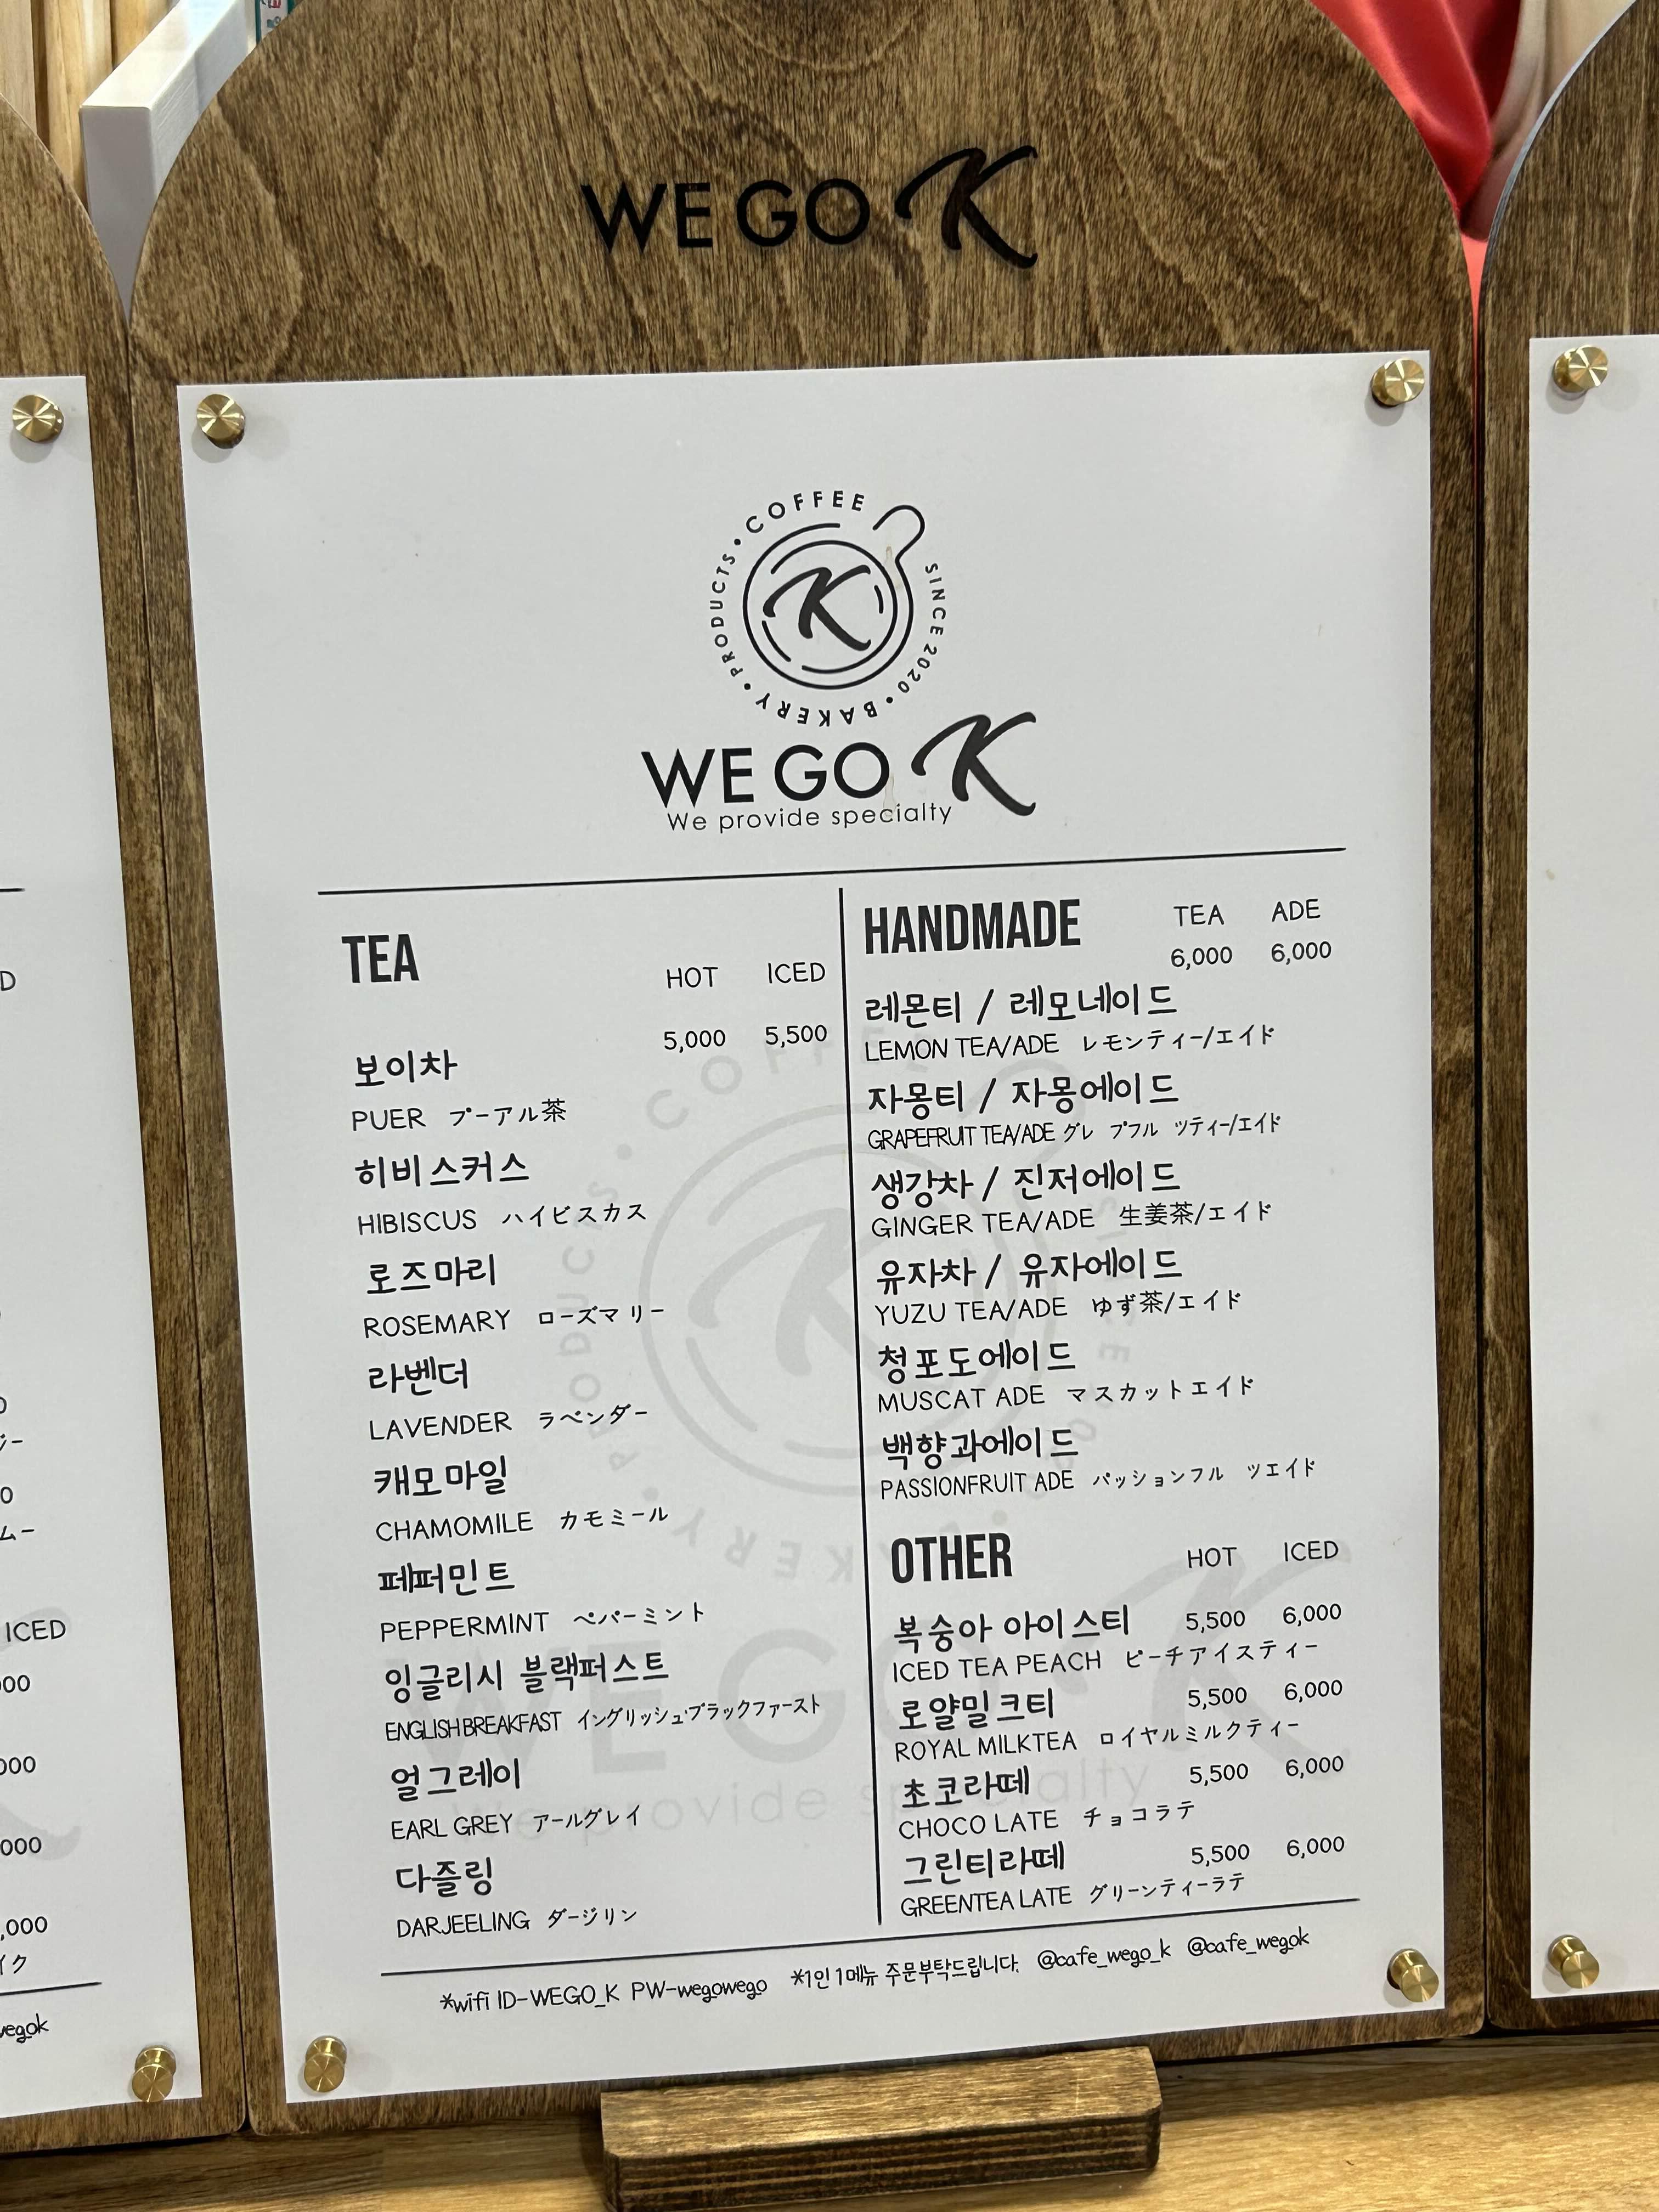 WE GO K
COFFEE
SINCE 2020 • BAKERY • PRODUCTS •
K
WE GO K
We provide specialty
TEA
HOT ICED
5,000 5,500
보이차
PUER プーアル茶
히비스커스
HIBISCUS ハイビスカス
로즈마리
ROSEMARY ローズマリー
라벤더
LAVENDER ラベンダー
캐모마일
CHAMOMILE カモミール
페퍼민트
PEPPERMINT ペパーミント
잉글리시 블랙퍼스트
ENGLISH BREAKFAST イングリッシュブラックファースト
얼그레이
EARL GREY アールグレイ
다즐링
DARJEELING ダージリン
HANDMADE TEA ADE
6,000 6,000
레몬티 / 레모네이드
LEMON TEA/ADE レモンティー/エイド
자몽티 / 자몽에이드
GRAPEFRUIT TEA/ADE グレ プフル ツティー/エイド
생강차 / 진저에이드
GINGER TEA/ADE 生姜茶/エイド
유자차 / 유자에이드
YUZU TEA/ADE ゆず茶/エイド
청포도에이드
MUSCAT ADE マスカットエイド
백향과에이드
PASSIONFRUIT ADE パッションフル ツエイド
OTHER HOT ICED
복숭아 아이스티 5,500 6,000
ICED TEA PEACH ピーチアイスティー
로얄밀크티 5,500 6,000
ROYAL MILKTEA ロイヤルミルクティー
초코라떼 5,500 6,000
CHOCO LATE チョコラテ
그린티라떼 5,500 6,000
GREENTEA LATE グリーンティーラテ
*wifi ID-WEGO_K PW-wegowego *1인 1메뉴 주문부탁드립니다. @cafe_wego_k @cafe_wegok
ICED